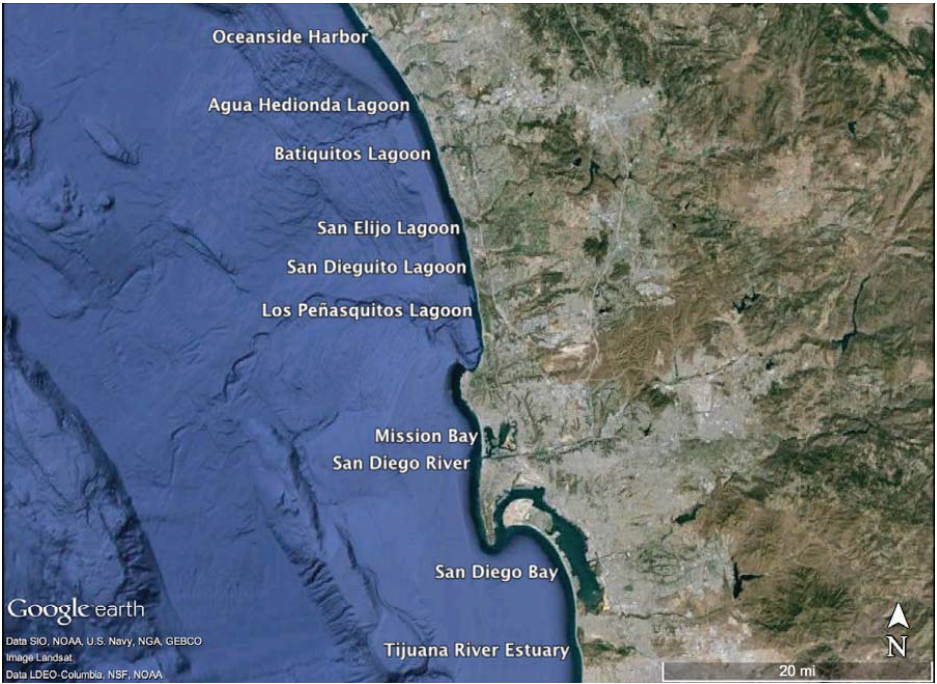 Oceanside Harbor
Agua Hedionda Lagoon
Batiquitos Lagoon
San Elijo Lagoon
San Dieguito Lagoon
Los Peñasquitos Lagoon
Mission Bay
San Diego River
San Diego Bay
Tijuana River Estuary
Google earth
Data SIO, NOAA, U.S. Navy, NGA, GEBCO
Image Landsat
Data LDEO-Columbia, NSF, NOAA
N
20 mi